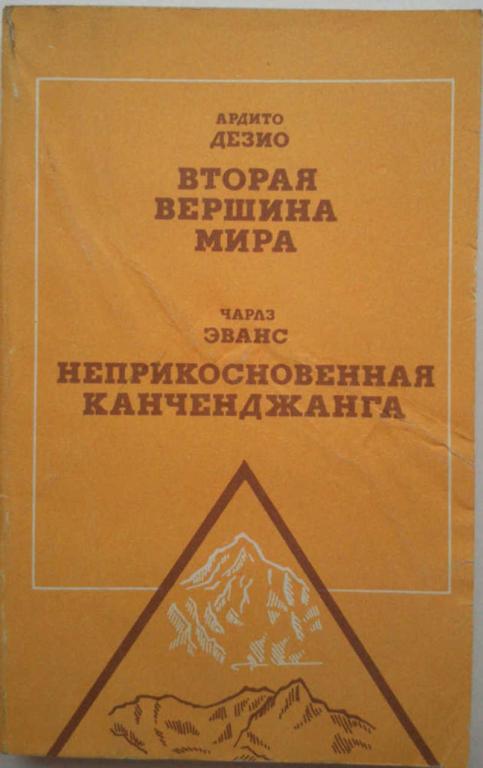 АРДИТО
ДЕЗИО
ВТОРАЯ
ВЕРШИНА
МИРА
ЧАРЛЗ
ЭВАНС
НЕПРИКОСНОВЕННАЯ
КАНЧЕНДЖАНГА